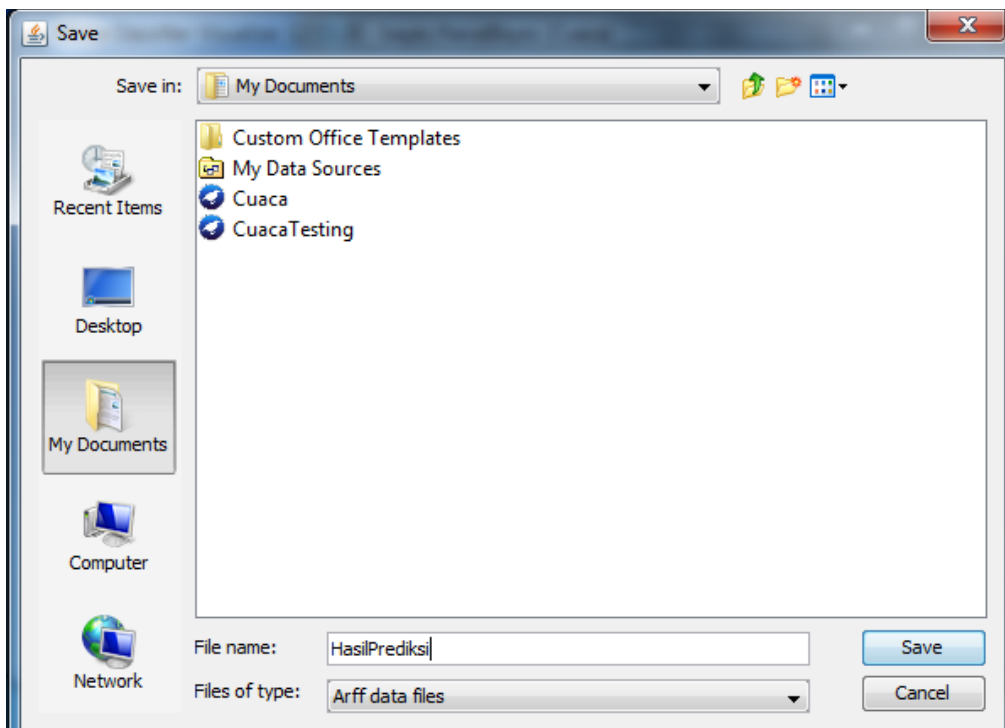 Save
Save in:
My Documents
Custom Office Templates
My Data Sources
Cuaca
CuacaTesting
Recent Items
Desktop
My Documents
Computer
Network
File name:
HasilPrediksi
Save
Files of type:
Arff data files
Cancel